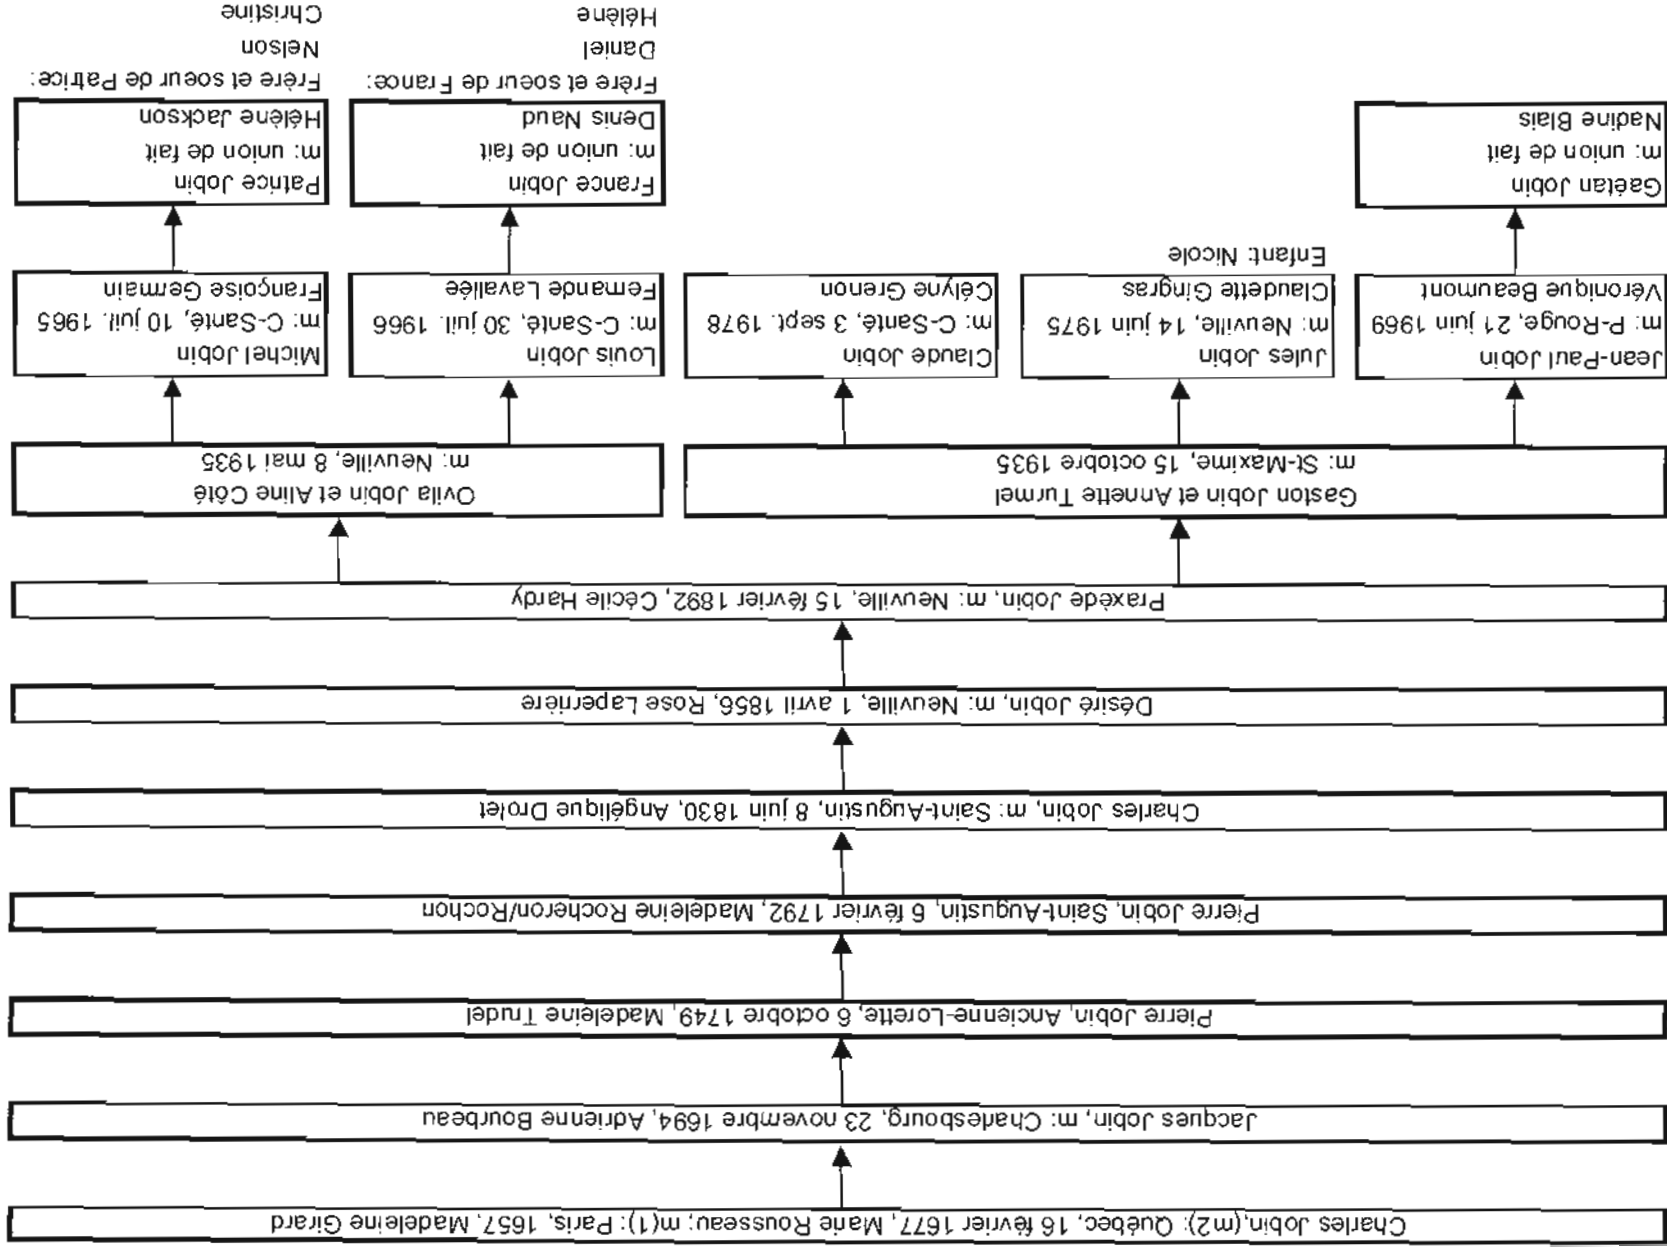 Charles Jobin,(m2): Québec, 16 février 1677, Marie Rousseau; m(1): Paris, 1657, Madeleine Girard
Jacques Jobin, m: Charlesbourg, 23 novembre 1694, Adrienne Bourbeau
Pierre Jobin, Ancienne-Lorette, 6 octobre 1749, Madeleine Trudel
Pierre Jobin, Saint-Augustin, 6 février 1792, Madeleine Rocheron/Rochon
Charles Jobin, m: Saint-Augustin, 8 juin 1830, Angélique Drolet
Désiré Jobin, m: Neuville, 1 avril 1856, Rose Laperrière
Praxède Jobin, m: Neuville, 15 février 1892, Cécile Hardy
Gaston Jobin et Annette Turmel
m: St-Maxime, 15 octobre 1935
Ovila Jobin et Aline Côté
m: Neuville, 8 mai 1935
Jean-Paul Jobin
m: P-Rouge, 21 juin 1969
Véronique Beaumont
Jules Jobin
m: Neuville, 14 juin 1975
Claudette Gingras
Enfant: Nicole
Claude Jobin
m: C-Santé, 3 sept. 1978
Célyne Grenon
Louis Jobin
m: C-Santé, 30 juil. 1966
Fernande Lavallée
Michel Jobin
m: C-Santé, 10 juil. 1965
Françoise Germain
Gaétan Jobin
m: union de fait
Nadine Blais
France Jobin
m: union de fait
Denis Naud
Frère et soeur de France:
Daniel
Hélène
Patrice Jobin
m: union de fait
Hélène Jackson
Frère et soeur de Patrice:
Nelson
Christine